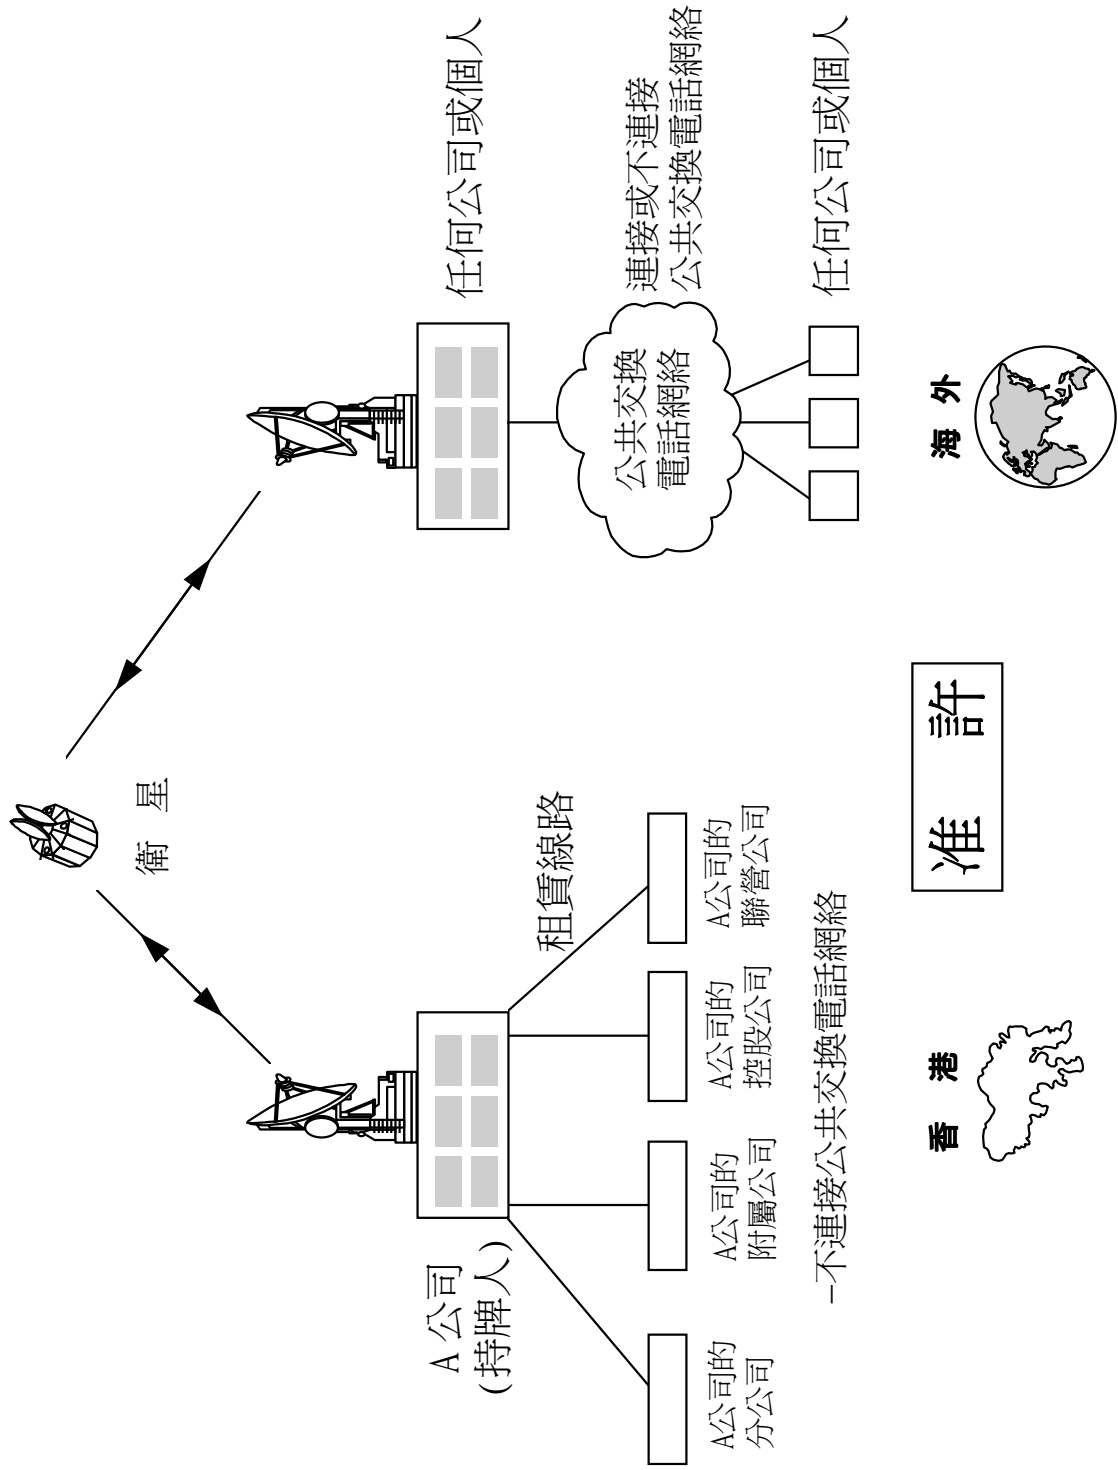 衛 星
A 公司
(持牌人)
任何公司或個人
租賃線路
公共交換
電話網絡
連接或不連接
公共交換電話網絡
A公司的
分公司
A公司的
附屬公司
A公司的
控股公司
A公司的
聯營公司
任何公司或個人
–不連接公共交換電話網絡
香 港
准 許
海 外